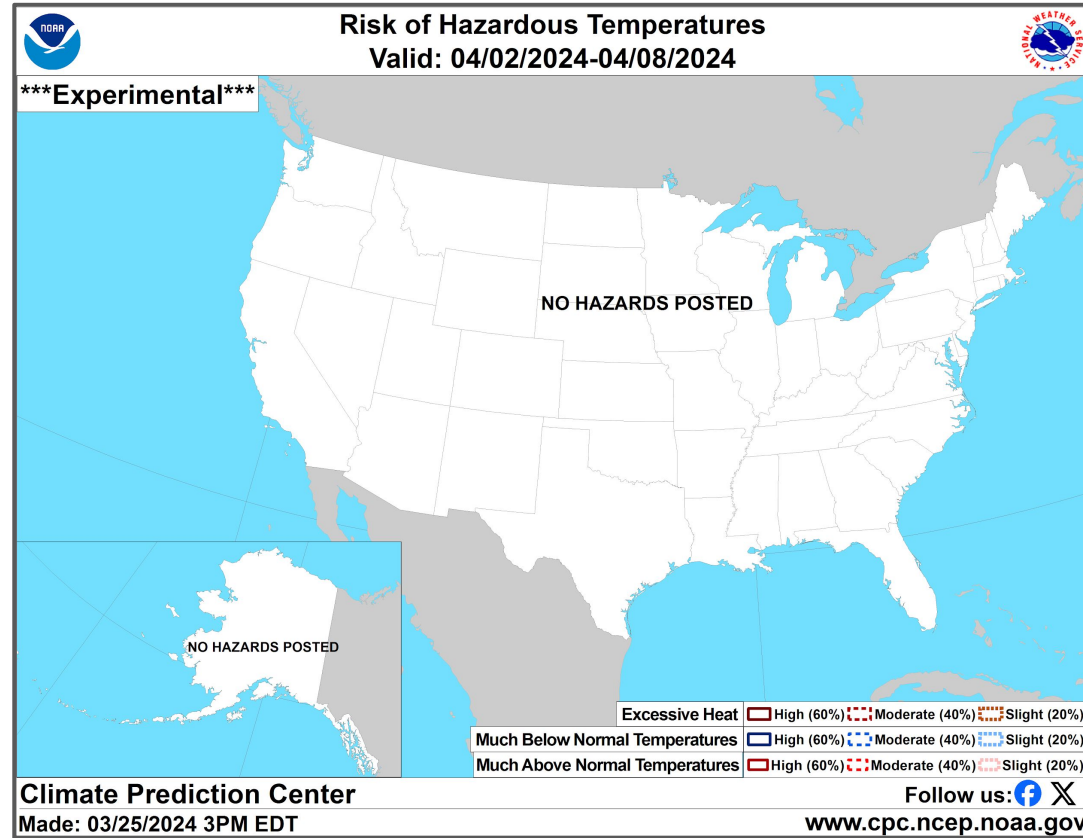 NOAA
Risk of Hazardous Temperatures
Valid: 04/02/2024-04/08/2024
NATIONAL WEATHER SERVICE
***Experimental***
NO HAZARDS POSTED
NO HAZARDS POSTED
Excessive Heat High (60%) Moderate (40%) Slight (20%)
Much Below Normal Temperatures High (60%) Moderate (40%) Slight (20%)
Much Above Normal Temperatures High (60%) Moderate (40%) Slight (20%)
Climate Prediction Center
Follow us:
Made: 03/25/2024 3PM EDT
www.cpc.ncep.noaa.gov